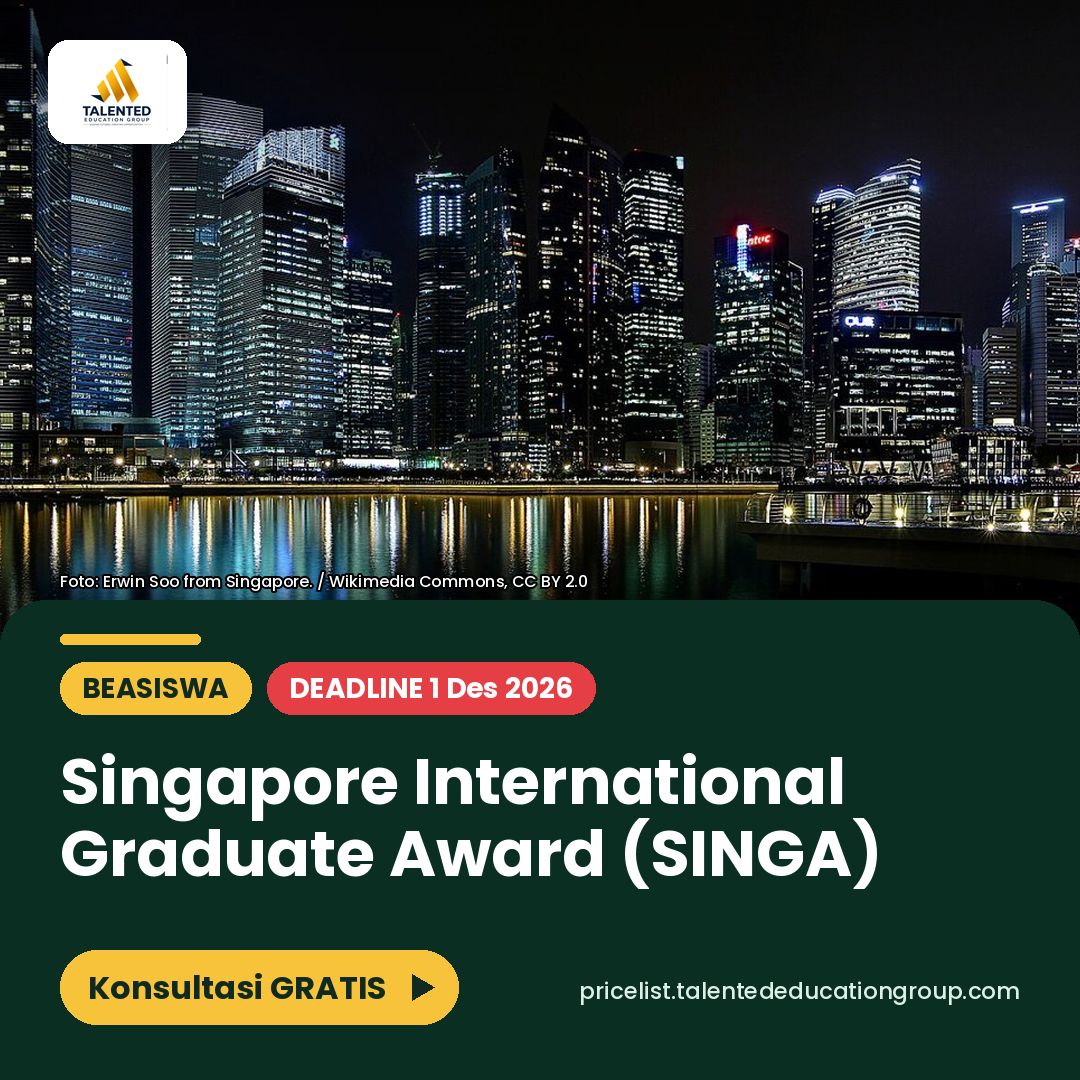 TALENTED
EDUCATION GROUP
OUE
Foto: Erwin Soo from Singapore. / Wikimedia Commons, CC BY 2.0
BEASISWA
DEADLINE 1 Des 2026
Singapore International
Graduate Award (SINGA)
Konsultasi GRATIS
pricelist.talentededucationgroup.com